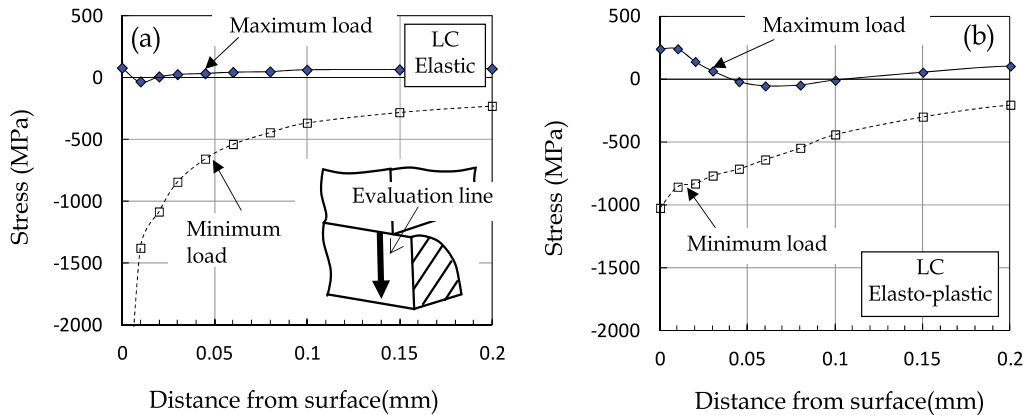 500
0
-500
-1000
-1500
-2000
Stress (MPa)
(a)
Maximum load
LC
Elastic
Evaluation line
Minimum
load
0
0.05
0.1
0.15
0.2
Distance from surface(mm)
500
0
-500
-1000
-1500
-2000
Stress (MPa)
Maximum load
(b)
Minimum load
LC
Elasto-plastic
0
0.05
0.1
0.15
0.2
Distance from surface(mm)